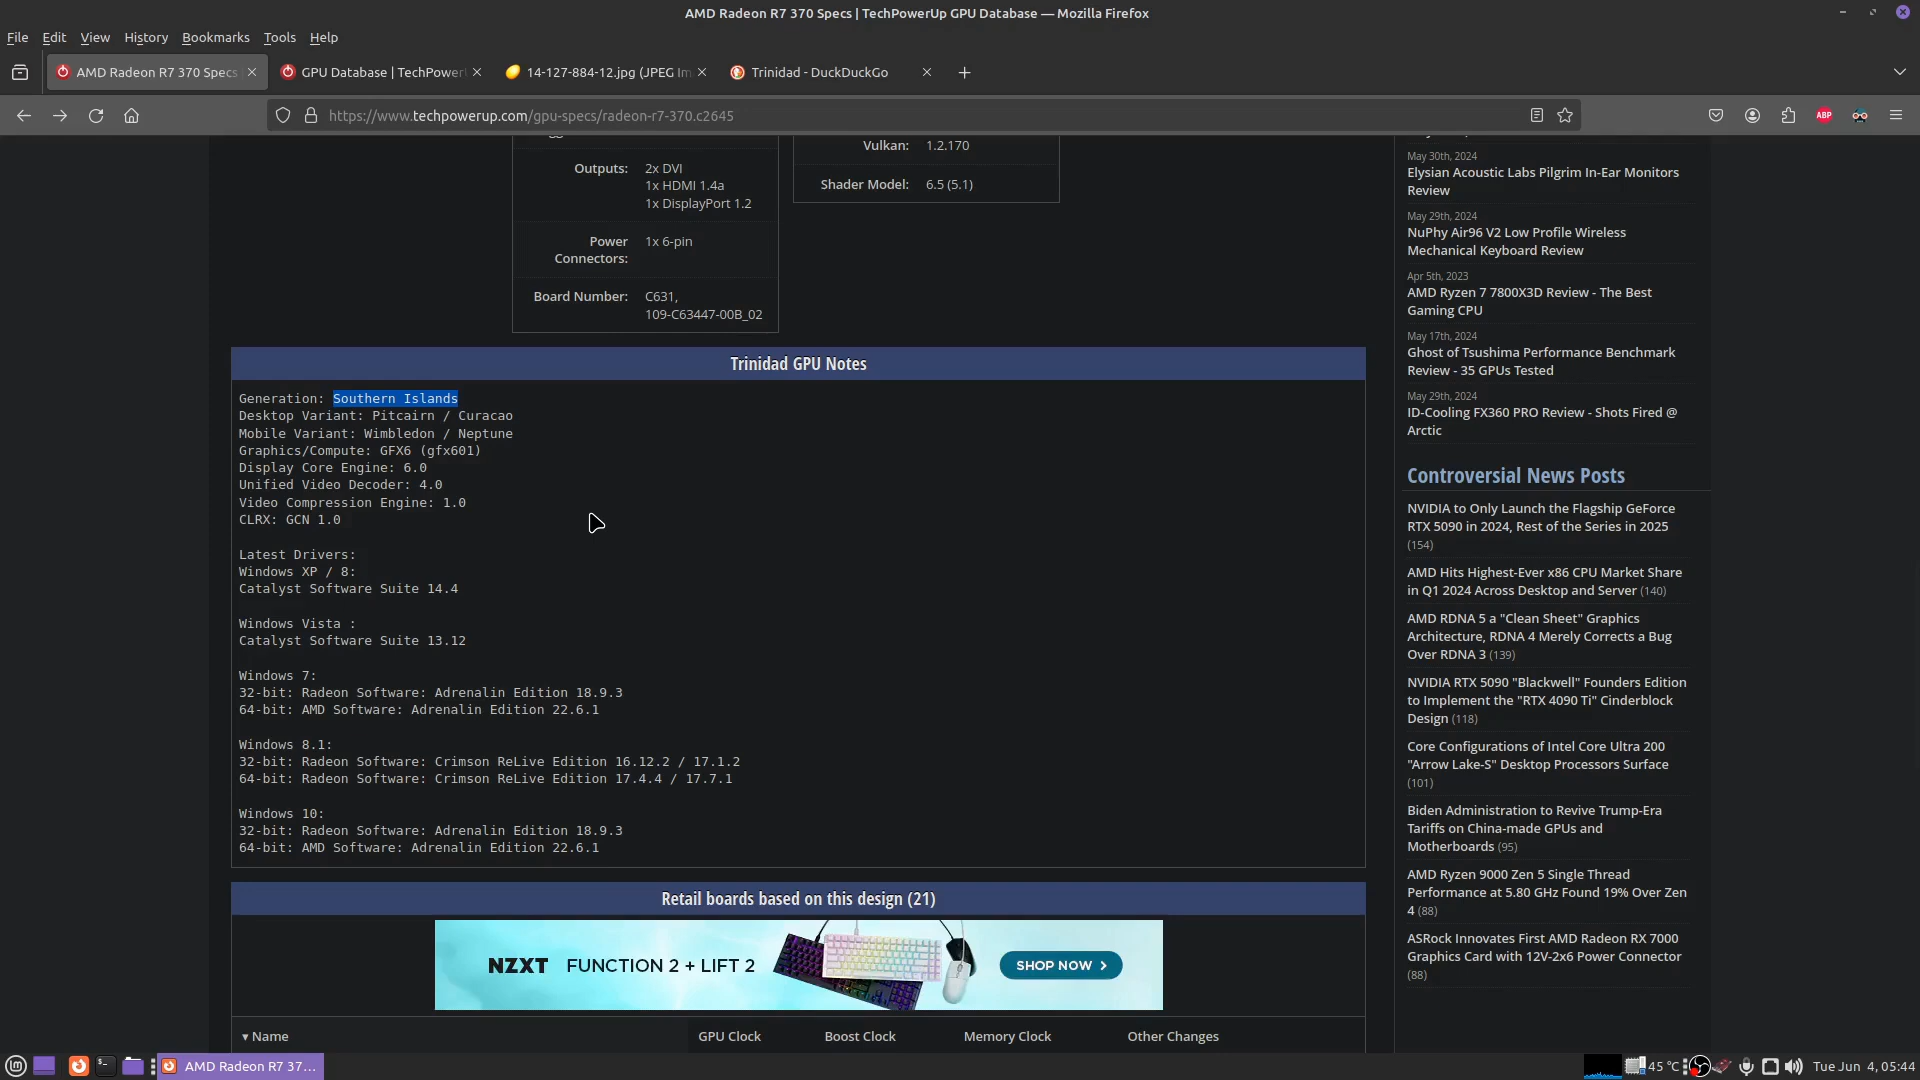 AMD Radeon R7 370 Specs | TechPowerUp GPU Database — Mozilla Firefox
File Edit View History Bookmarks Tools Help
AMD Radeon R7 370 Specs
GPU Database | TechPower
14-127-884-12.jpg (JPEG Im
Trinidad - DuckDuckGo
https://www.techpowerup.com/gpu-specs/radeon-r7-370.c2645
ABP
Outputs: 2x DVI
1x HDMI 1.4a
1x DisplayPort 1.2
Power Connectors: 1x 6-pin
Board Number: C631,
109-C63447-00B_02
Vulkan: 1.2.170
Shader Model: 6.5 (5.1)
Trinidad GPU Notes
Generation: Southern Islands
Desktop Variant: Pitcairn / Curacao
Mobile Variant: Wimbledon / Neptune
Graphics/Compute: GFX6 (gfx601)
Display Core Engine: 6.0
Unified Video Decoder: 4.0
Video Compression Engine: 1.0
CLRX: GCN 1.0
Latest Drivers:
Windows XP / 8:
Catalyst Software Suite 14.4
Windows Vista :
Catalyst Software Suite 13.12
Windows 7:
32-bit: Radeon Software: Adrenalin Edition 18.9.3
64-bit: AMD Software: Adrenalin Edition 22.6.1
Windows 8.1:
32-bit: Radeon Software: Crimson ReLive Edition 16.12.2 / 17.1.2
64-bit: Radeon Software: Crimson ReLive Edition 17.4.4 / 17.7.1
Windows 10:
32-bit: Radeon Software: Adrenalin Edition 18.9.3
64-bit: AMD Software: Adrenalin Edition 22.6.1
Retail boards based on this design (21)
NZXT FUNCTION 2 + LIFT 2 SHOP NOW
Name GPU Clock Boost Clock Memory Clock Other Changes
May 30th, 2024
Elysian Acoustic Labs Pilgrim In-Ear Monitors
Review
May 29th, 2024
NuPhy Air96 V2 Low Profile Wireless
Mechanical Keyboard Review
Apr 5th, 2023
AMD Ryzen 7 7800X3D Review - The Best
Gaming CPU
May 17th, 2024
Ghost of Tsushima Performance Benchmark
Review - 35 GPUs Tested
May 29th, 2024
ID-Cooling FX360 PRO Review - Shots Fired @
Arctic
Controversial News Posts
NVIDIA to Only Launch the Flagship GeForce
RTX 5090 in 2024, Rest of the Series in 2025
(154)
AMD Hits Highest-Ever x86 CPU Market Share
in Q1 2024 Across Desktop and Server (140)
AMD RDNA 5 a "Clean Sheet" Graphics
Architecture, RDNA 4 Merely Corrects a Bug
Over RDNA 3 (139)
NVIDIA RTX 5090 "Blackwell" Founders Edition
to Implement the "RTX 4090 Ti" Cinderblock
Design (118)
Core Configurations of Intel Core Ultra 200
"Arrow Lake-S" Desktop Processors Surface
(101)
Biden Administration to Revive Trump-Era
Tariffs on China-made GPUs and
Motherboards (95)
AMD Ryzen 9000 Zen 5 Single Thread
Performance at 5.80 GHz Found 19% Over Zen
4 (88)
ASRock Innovates First AMD Radeon RX 7000
Graphics Card with 12V-2x6 Power Connector
(88)
AMD Radeon R7 37...
45 °C
Tue Jun 4, 05:44